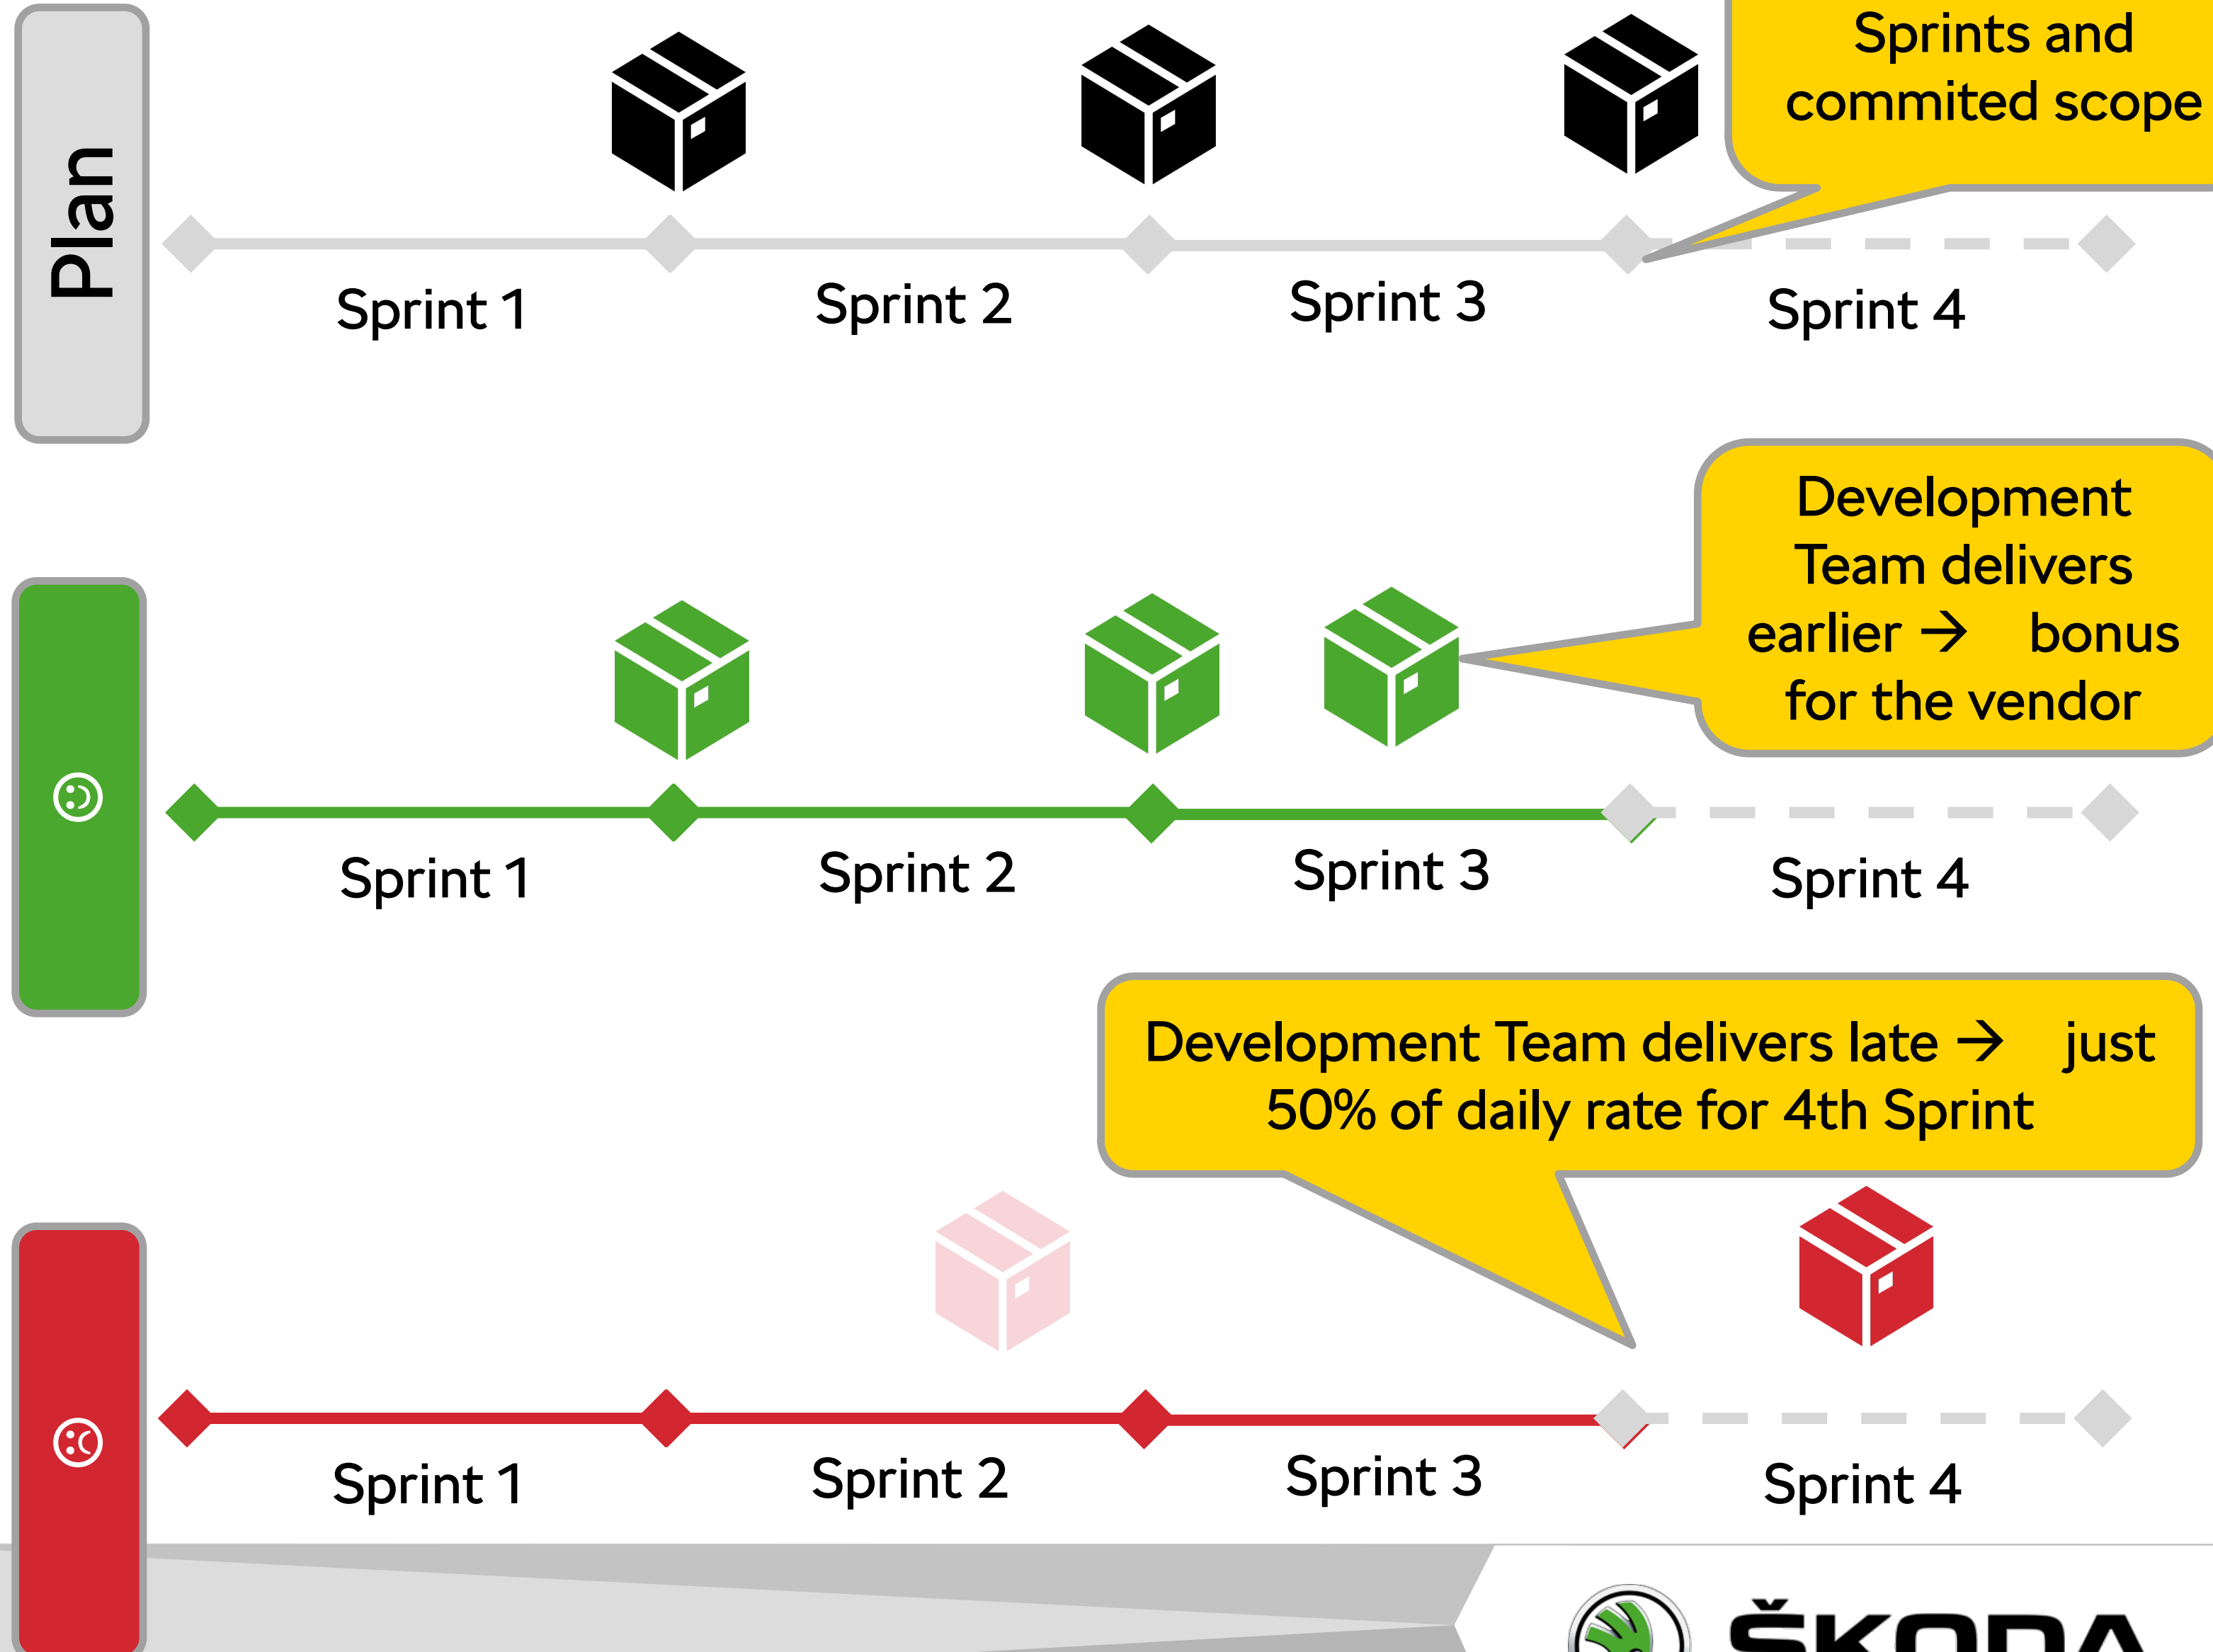 Plan
Sprints and
commited scope
Sprint 1
Sprint 2
Sprint 3
Sprint 4
Development
Team delivers
earlier → bonus
for the vendor
☺
Sprint 1
Sprint 2
Sprint 3
Sprint 4
Development Team delivers late → just
50% of daily rate for 4th Sprint
☹
Sprint 1
Sprint 2
Sprint 3
Sprint 4
ŠKODA